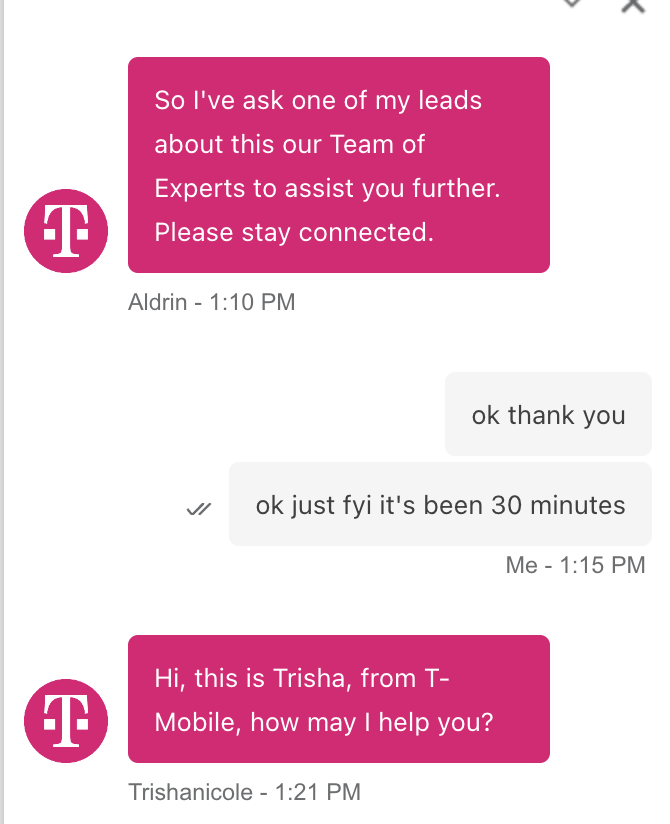 So I've ask one of my leads
about this our Team of
Experts to assist you further.
Please stay connected.
Aldrin - 1:10 PM
ok thank you
ok just fyi it's been 30 minutes
Me - 1:15 PM
Hi, this is Trisha, from T-
Mobile, how may I help you?
Trishanicole - 1:21 PM